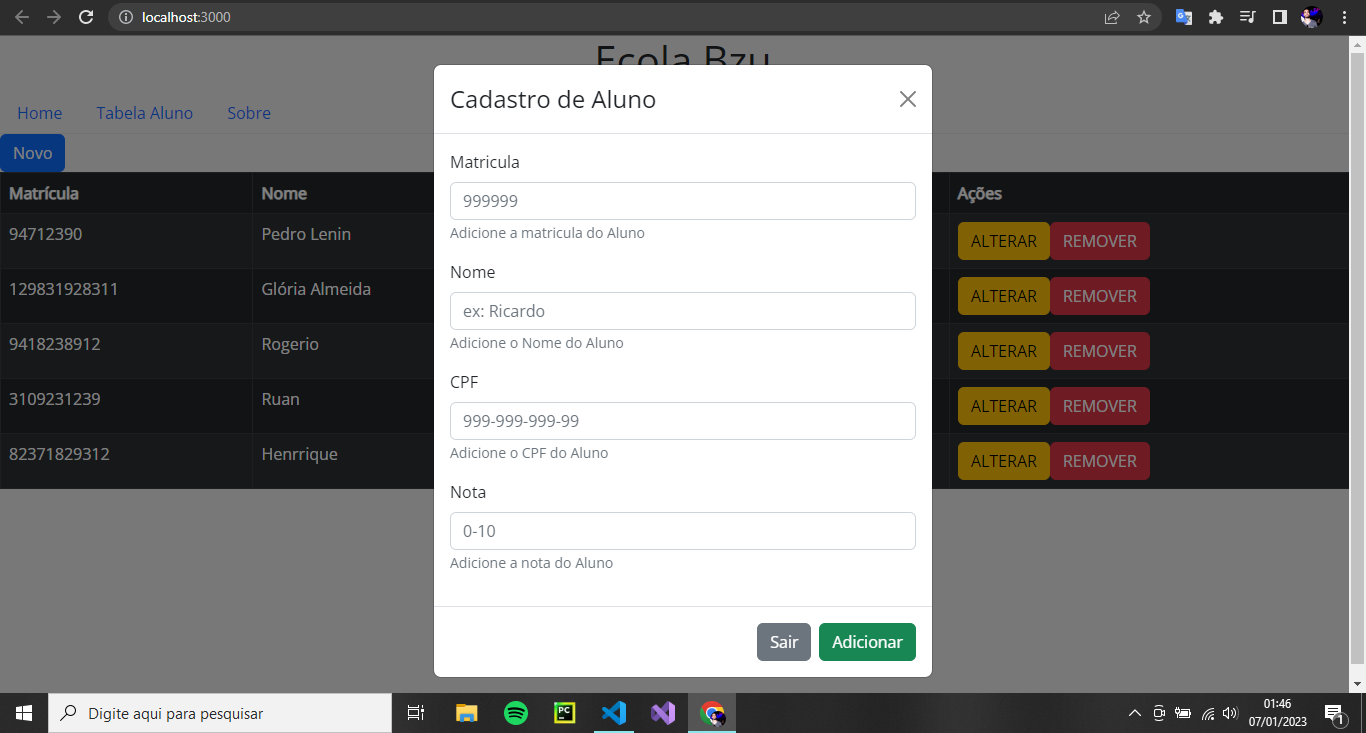 localhost:3000
Ecola Bzu
Home Tabela Aluno Sobre
Novo
Matrícula Nome Ações
94712390 Pedro Lenin ALTERAR REMOVER
129831928311 Glória Almeida ALTERAR REMOVER
9418238912 Rogerio ALTERAR REMOVER
3109231239 Ruan ALTERAR REMOVER
82371829312 Henrrique ALTERAR REMOVER
Cadastro de Aluno
Matricula
999999
Adicione a matricula do Aluno
Nome
ex: Ricardo
Adicione o Nome do Aluno
CPF
999-999-999-99
Adicione o CPF do Aluno
Nota
0-10
Adicione a nota do Aluno
Sair Adicionar
Digite aqui para pesquisar
PC
01:46
07/01/2023
1